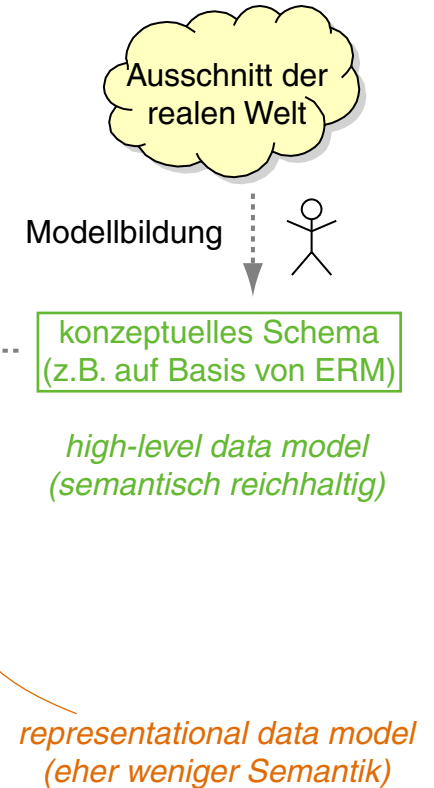 Ausschnitt der
realen Welt
Modellbildung
konzeptuelles Schema
(z.B. auf Basis von ERM)
high-level data model
(semantisch reichhaltig)
representational data model
(eher weniger Semantik)